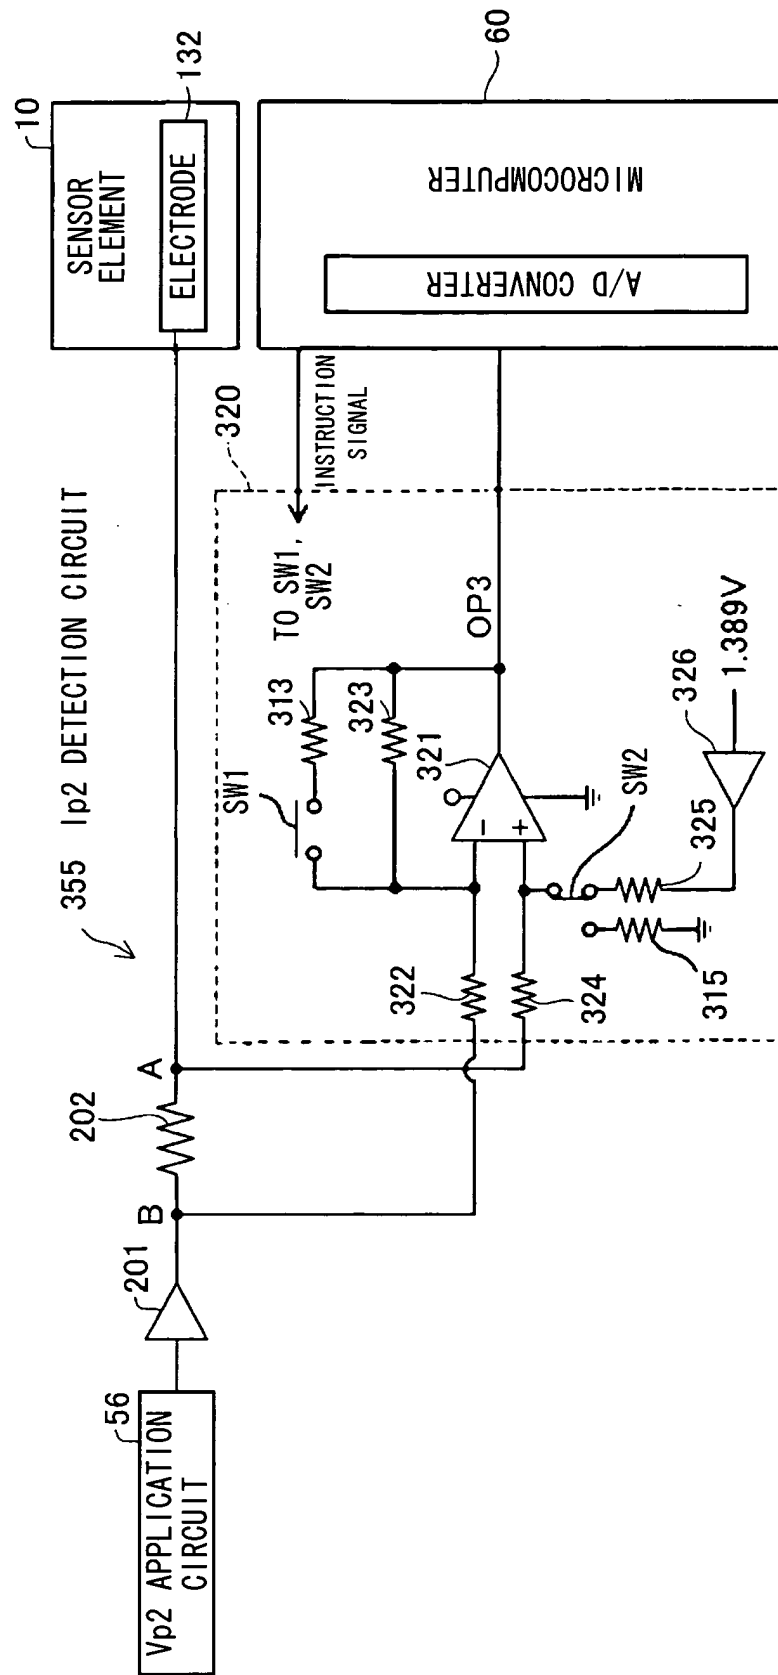 355 Ip2 DETECTION CIRCUIT
56
Vp2 APPLICATION
CIRCUIT
201
B
202
A
10
SENSOR
ELEMENT
ELECTRODE
132
320
INSTRUCTION
SIGNAL
TO SW1,
SW2
60
MICROCOMPUTER
A/D CONVERTER
SW1
313
323
321
OP3
−
+
322
324
SW2
315
325
326
1.389V